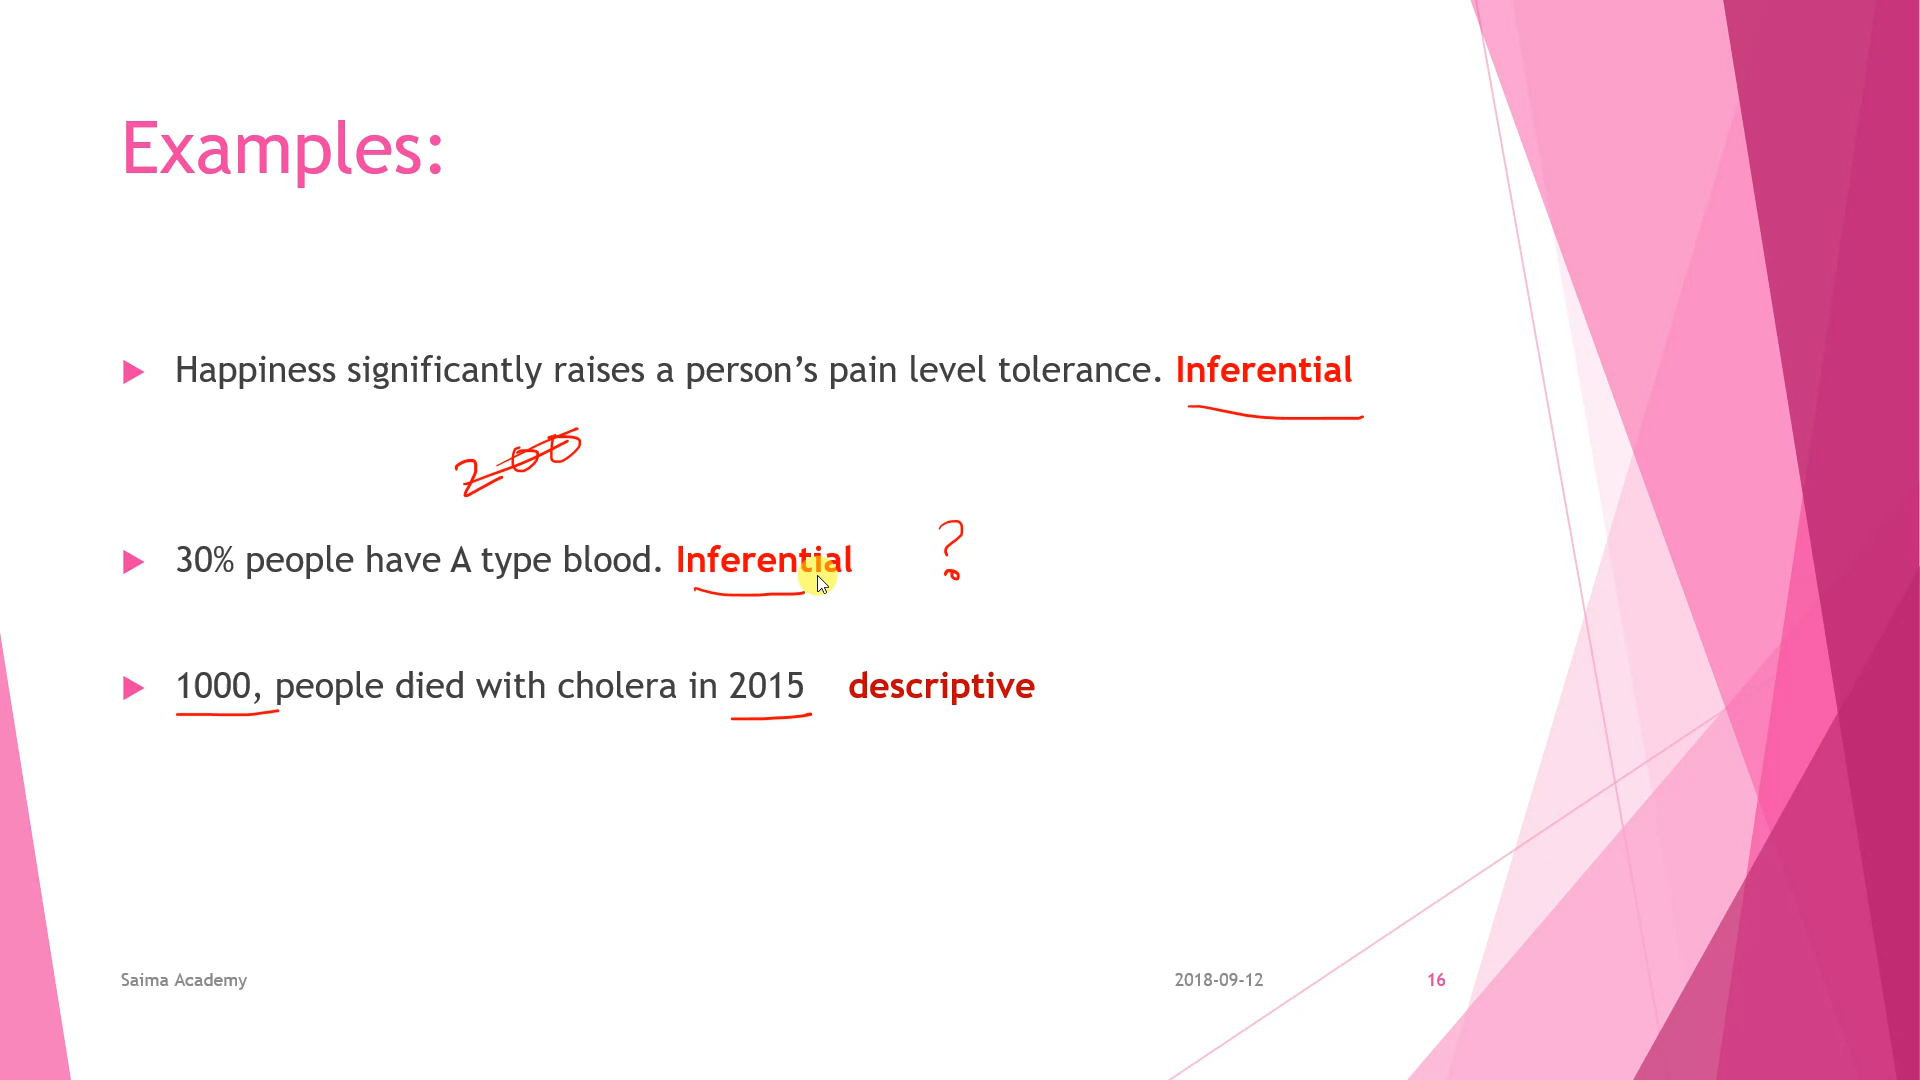 Examples:
Happiness significantly raises a person’s pain level tolerance. Inferential
200
30% people have A type blood. Inferential ?
1000, people died with cholera in 2015 descriptive
Saima Academy 2018-09-12 16